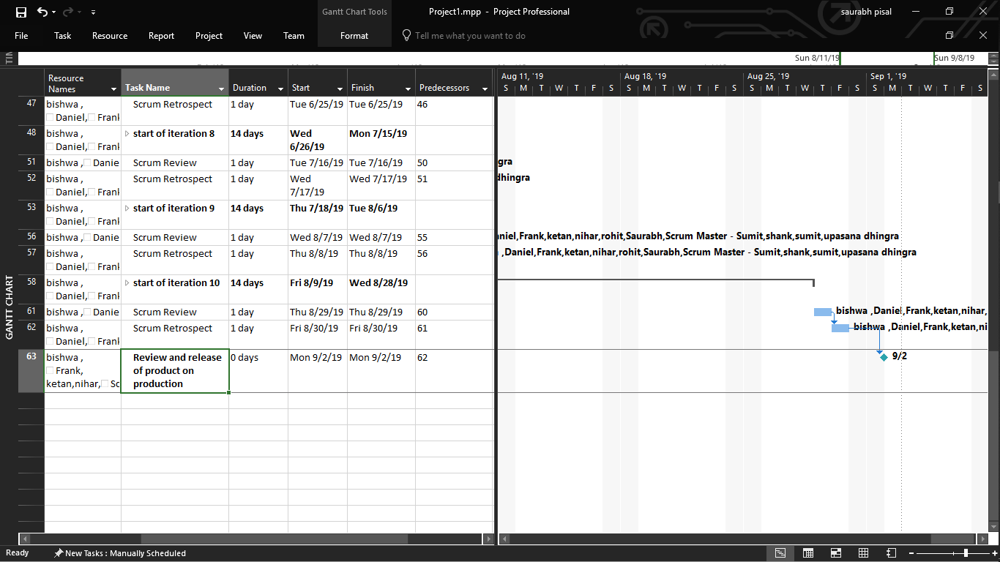 Gantt Chart Tools
Project1.mpp - Project Professional
saurabh pisal
File Task Resource Report Project View Team Format Tell me what you want to do
Sun 8/11/19 Sun 9/8/19
Resource Names Task Name Duration Start Finish Predecessors
Aug 11, '19 Aug 18, '19 Aug 25, '19 Sep 1, '19
S M T W T F S S M T W T F S S M T W T F S S M T W T F S
47 bishwa , Daniel, Frank Scrum Retrospect 1 day Tue 6/25/19 Tue 6/25/19 46
48 bishwa , Daniel, Frank start of iteration 8 14 days Wed 6/26/19 Mon 7/15/19
51 bishwa , Danie Scrum Review 1 day Tue 7/16/19 Tue 7/16/19 50
gra
52 bishwa , Daniel, Frank Scrum Retrospect 1 day Wed 7/17/19 Wed 7/17/19 51
dhingra
53 bishwa , Daniel, Frank start of iteration 9 14 days Thu 7/18/19 Tue 8/6/19
56 bishwa , Danie Scrum Review 1 day Wed 8/7/19 Wed 8/7/19 55
niel,Frank,ketan,nihar,rohit,Saurabh,Scrum Master - Sumit,shank,sumit,upasana dhingra
57 bishwa , Daniel, Frank Scrum Retrospect 1 day Thu 8/8/19 Thu 8/8/19 56
,Daniel,Frank,ketan,nihar,rohit,Saurabh,Scrum Master - Sumit,shank,sumit,upasana dhingra
58 bishwa , Daniel, Frank start of iteration 10 14 days Fri 8/9/19 Wed 8/28/19
61 bishwa , Danie Scrum Review 1 day Thu 8/29/19 Thu 8/29/19 60
bishwa ,Daniel,Frank,ketan,nihar,
62 bishwa , Daniel, Frank Scrum Retrospect 1 day Fri 8/30/19 Fri 8/30/19 61
bishwa ,Daniel,Frank,ketan,ni
63 bishwa , Frank, ketan,nihar, Sc Review and release of product on production 0 days Mon 9/2/19 Mon 9/2/19 62
9/2
GANTT CHART
Ready New Tasks : Manually Scheduled